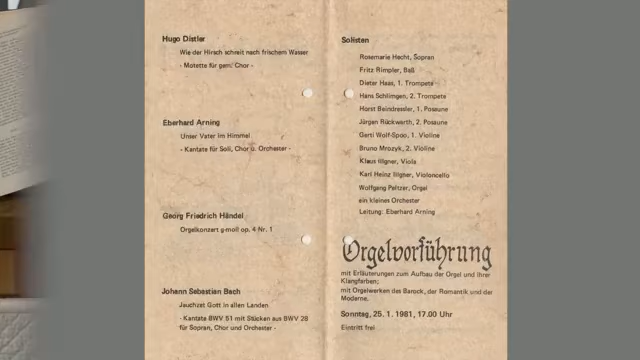 Hugo Distler
Wie der Hirsch schreit nach frischem Wasser
- Motette für gem. Chor -
Eberhard Arning
Unser Vater im Himmel
- Kantate für Soli, Chor u. Orchester -
Georg Friedrich Händel
Orgelkonzert g-moll op. 4 Nr. 1
Johann Sebastian Bach
Jauchzet Gott in allen Landen
- Kantate BWV 51 mit Stücken aus BWV 28
für Sopran, Chor und Orchester -
Solisten
Rosemarie Hecht, Sopran
Fritz Rimpler, Baß
Dieter Haas, 1. Trompete
Hans Schlimgen, 2. Trompete
Horst Beindressler, 1. Posaune
Jürgen Rückwarth, 2. Posaune
Gerti Wolf-Spoo, 1. Violine
Bruno Mrozyk, 2. Violine
Klaus Illgner, Viola
Karl Heinz Illgner, Violoncello
Wolfgang Peltzer, Orgel
ein kleines Orchester
Leitung: Eberhard Arning
Orgelvorführung
mit Erläuterungen zum Aufbau der Orgel und ihrer
Klangfarben;
mit Orgelwerken des Barock, der Romantik und der
Moderne.
Sonntag, 25. 1. 1981, 17.00 Uhr
Eintritt frei